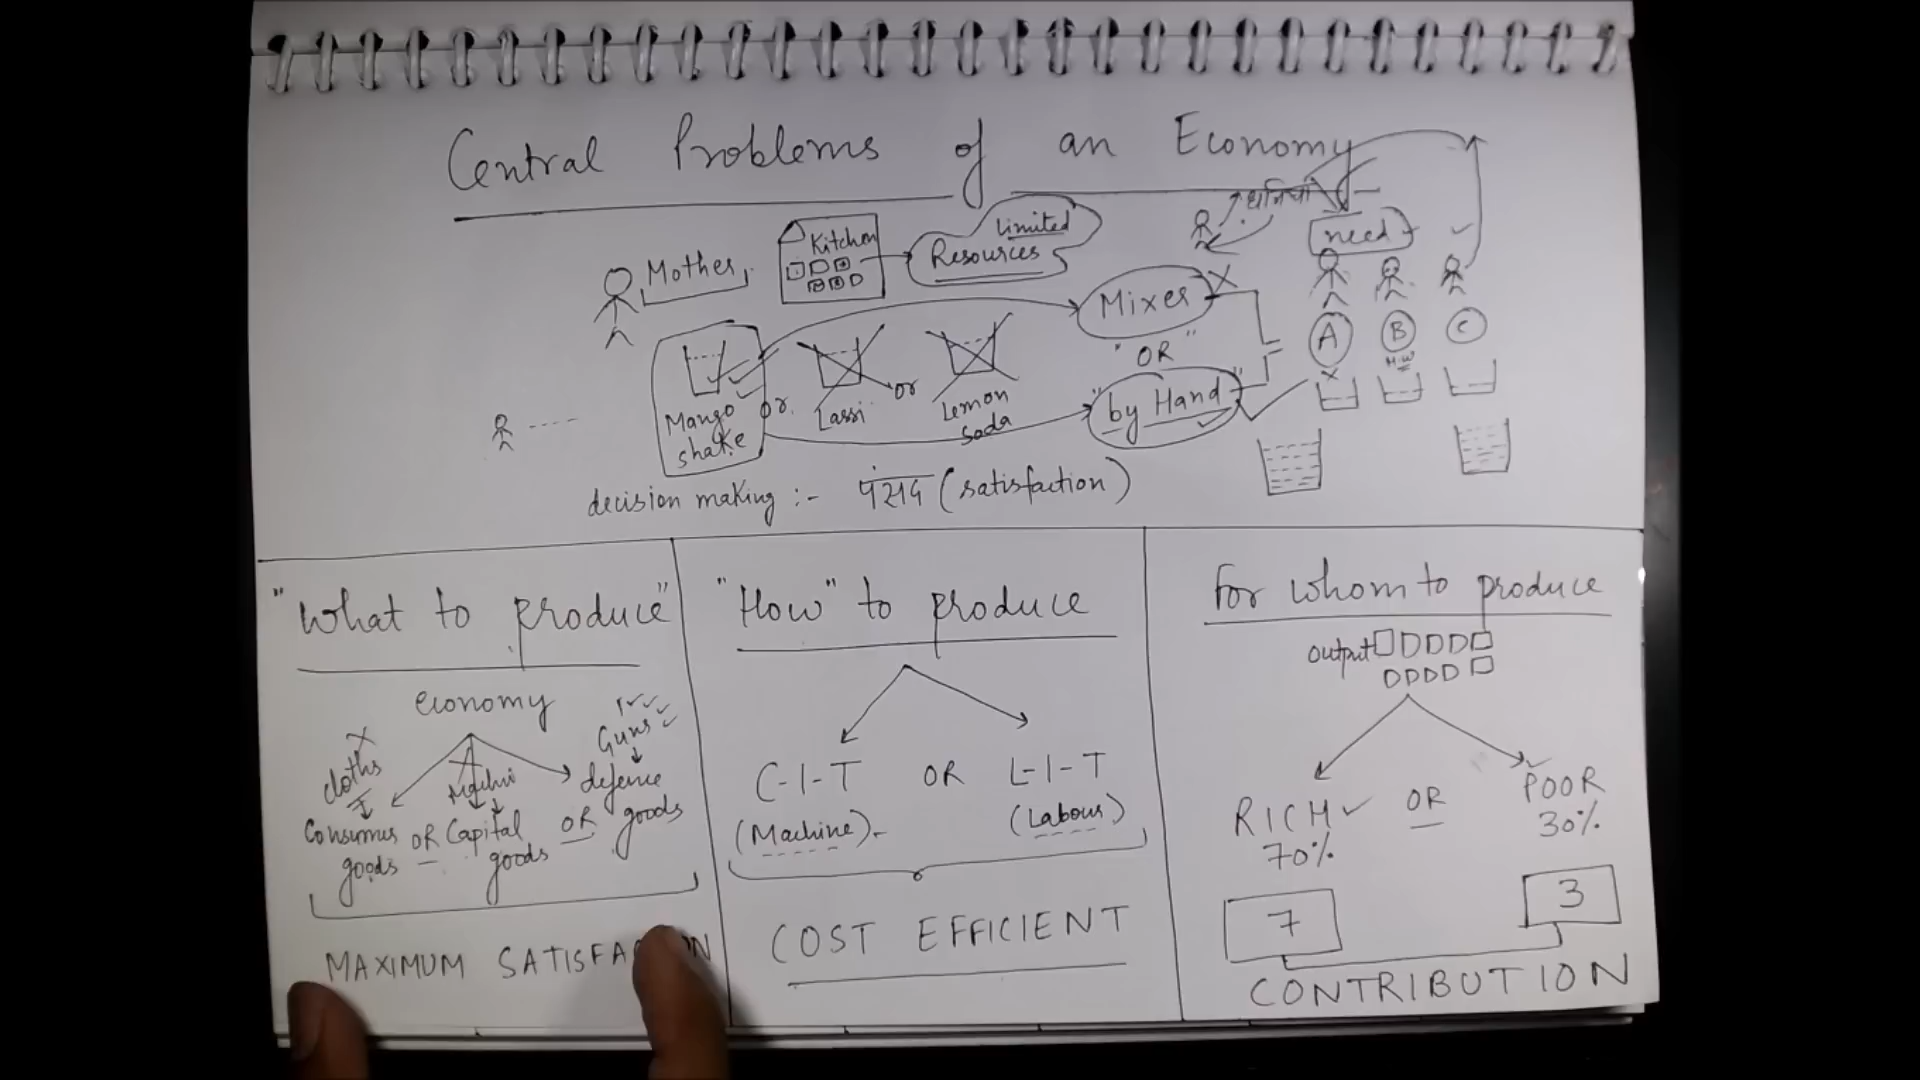 Central Problems of an Economy
धनिया
need
Mother
Kitchen
Limited
Resources
Mixer
" OR "
"by Hand"
A
B
C
H.W
Mango or Lassi or Lemon
shake
Soda
decision making :- पसंद (satisfaction)
"What to produce"
economy
cloths
Guns
Consumer OR Capital OR defence
goods goods goods
MAXIMUM SATISFACTION
"How" to produce
C-I-T OR L-I-T
(Machine) (Labour)
COST EFFICIENT
for whom to produce
output
RICH OR POOR
70% 30%
7 3
CONTRIBUTION